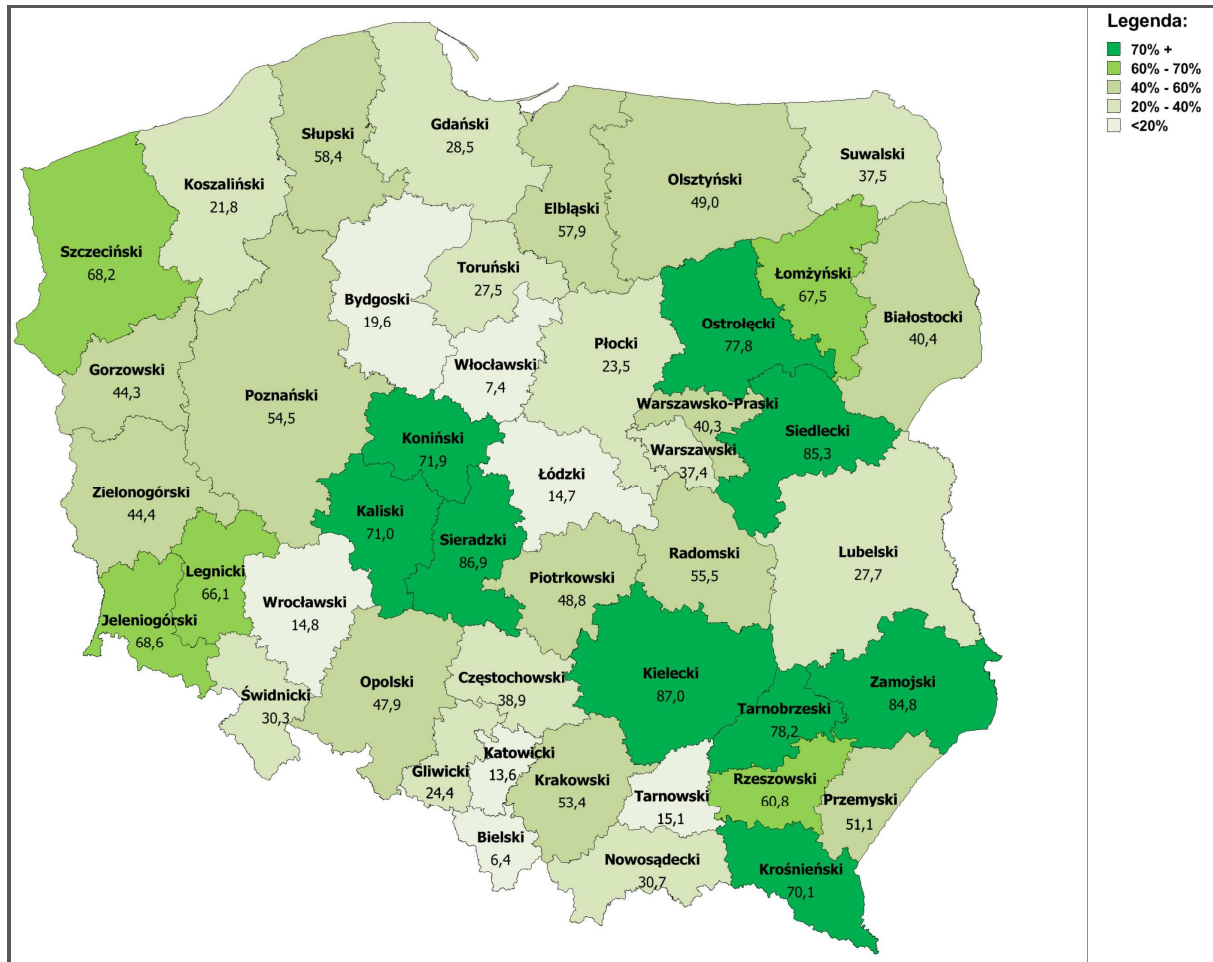 Legenda:
70% +
60% - 70%
40% - 60%
20% - 40%
<20%
Słupski
58,4
Gdański
28,5
Koszaliński
21,8
Suwalski
37,5
Olsztyński
49,0
Elbląski
57,9
Szczeciński
68,2
Toruński
27,5
Łomżyński
67,5
Bydgoski
19,6
Ostrołęcki
77,8
Białostocki
40,4
Płocki
23,5
Włocławski
7,4
Gorzowski
44,3
Poznański
54,5
Warszawsko-Praski
40,3
Siedlecki
85,3
Koniński
71,9
Warszawski
37,4
Łódzki
14,7
Zielonogórski
44,4
Kaliski
71,0
Sieradzki
86,9
Radomski
55,5
Lubelski
27,7
Legnicki
66,1
Piotrkowski
48,8
Wrocławski
14,8
Jeleniogórski
68,6
Kielecki
87,0
Zamojski
84,8
Opolski
47,9
Częstochowski
38,9
Świdnicki
30,3
Tarnobrzeski
78,2
Katowicki
13,6
Gliwicki
24,4
Krakowski
53,4
Tarnowski
15,1
Rzeszowski
60,8
Przemyski
51,1
Bielski
6,4
Nowosądecki
30,7
Krośnieński
70,1